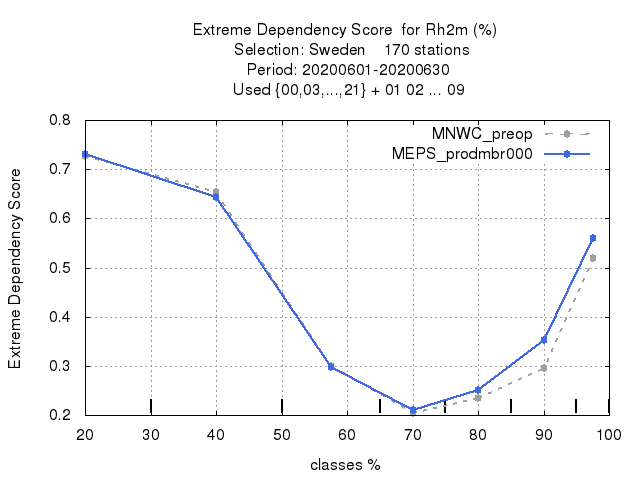 Extreme Dependency Score  for Rh2m (%)
Selection: Sweden    170 stations
Period: 20200601-20200630
Used {00,03,...,21} + 01 02 ... 09
MNWC_preop
MEPS_prodmbr000
Extreme Dependency Score
0.8
0.7
0.6
0.5
0.4
0.3
0.2
20 30 40 50 60 70 80 90 100
classes %